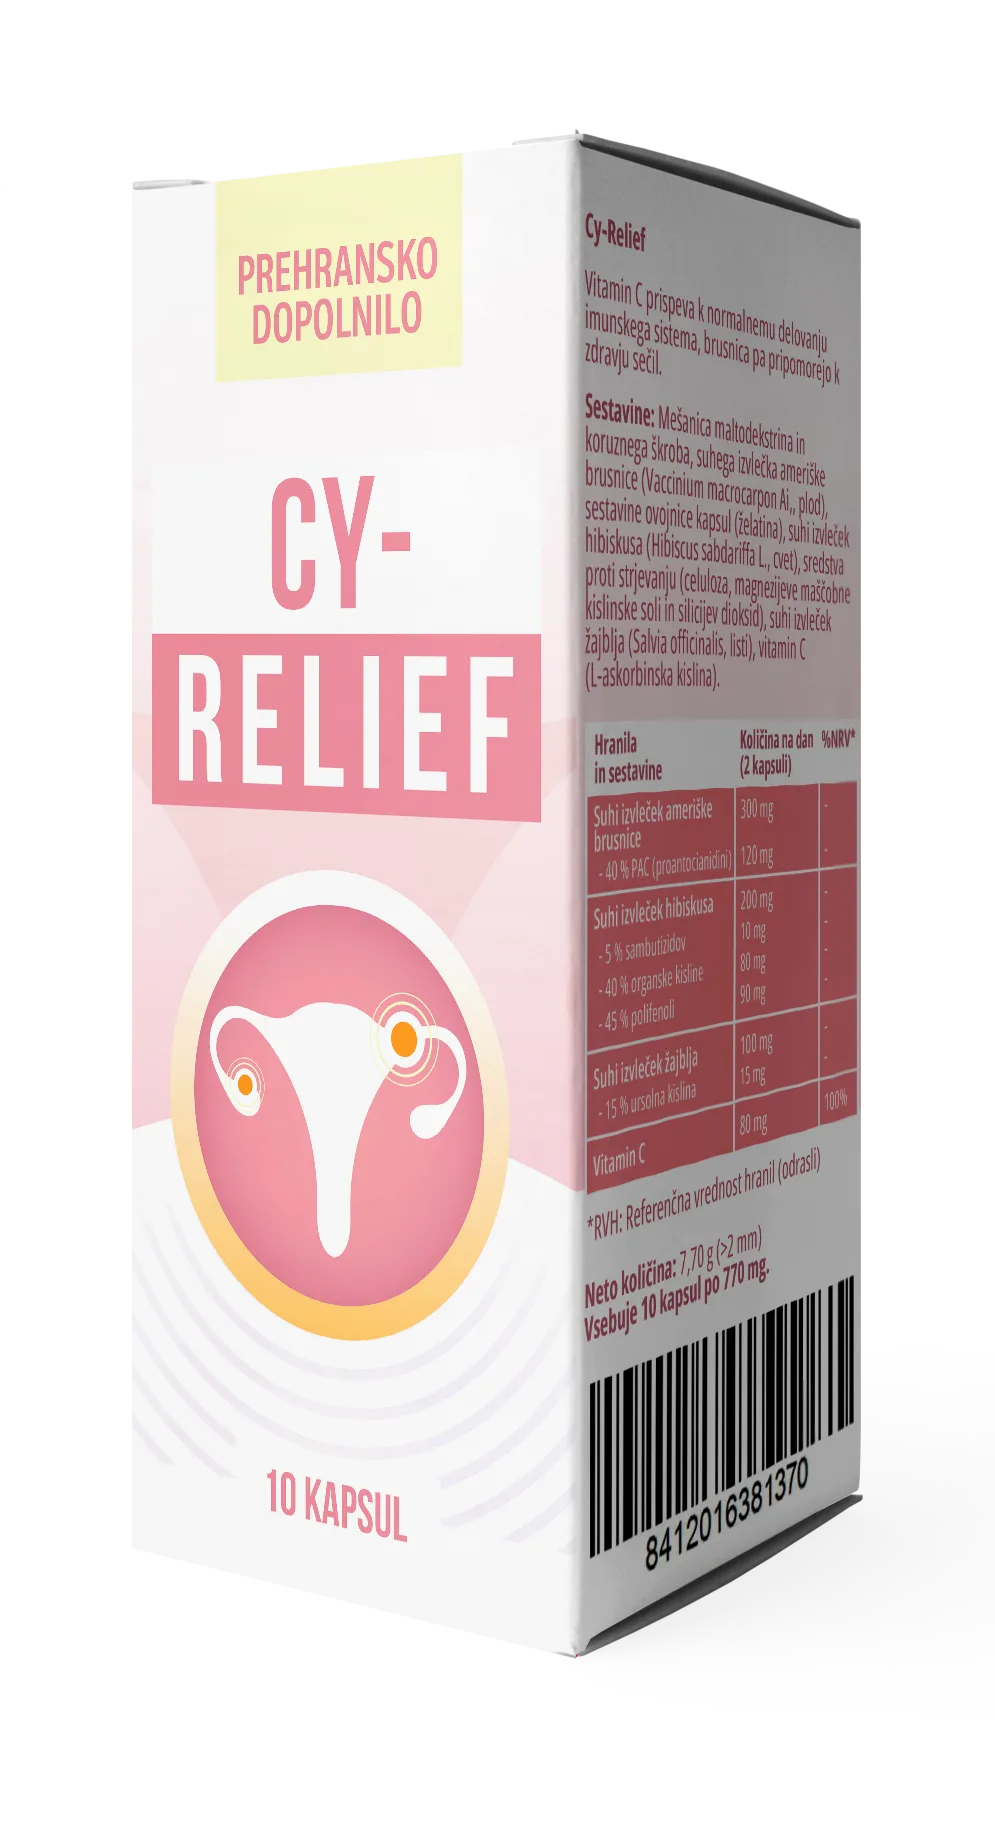 PREHRANSKO
DOPOLNILO
CY-
RELIEF
10 KAPSUL
Cy-Relief
Vitamin C prispeva k normalnemu delovanju
imunskega sistema, brusnica pa pripomorejo k
zdravju sečil.
Sestavine: Mešanica maltodekstrina in
koruznega škroba, suhega izvlečka ameriške
brusnice (Vaccinium macrocarpon Ai,, plod),
sestavine ovojnice kapsul (želatina), suhi izvleček
hibiskusa (Hibiscus sabdariffa L., cvet), sredstva
proti strjevanju (celuloza, magnezijeve maščobne
kislinske soli in silicijev dioksid), suhi izvleček
žajblja (Salvia officinalis, listi), vitamin C
(L-askorbinska kislina).
Hranila in sestavine Količina na dan (2 kapsuli) %NRV*
Suhi izvleček ameriške
brusnice 300 mg -
- 40 % PAC (proantocianidini) 120 mg -
Suhi izvleček hibiskusa 200 mg -
- 5 % sambutizidov 10 mg -
- 40 % organske kisline 80 mg -
- 45 % polifenoli 90 mg -
Suhi izvleček žajblja 100 mg -
- 15 % ursolna kislina 15 mg -
Vitamin C 80 mg 100%
*RVH: Referenčna vrednost hranil (odrasli)
Neto količina: 7,70 g (>2 mm)
Vsebuje 10 kapsul po 770 mg.
8412016381370